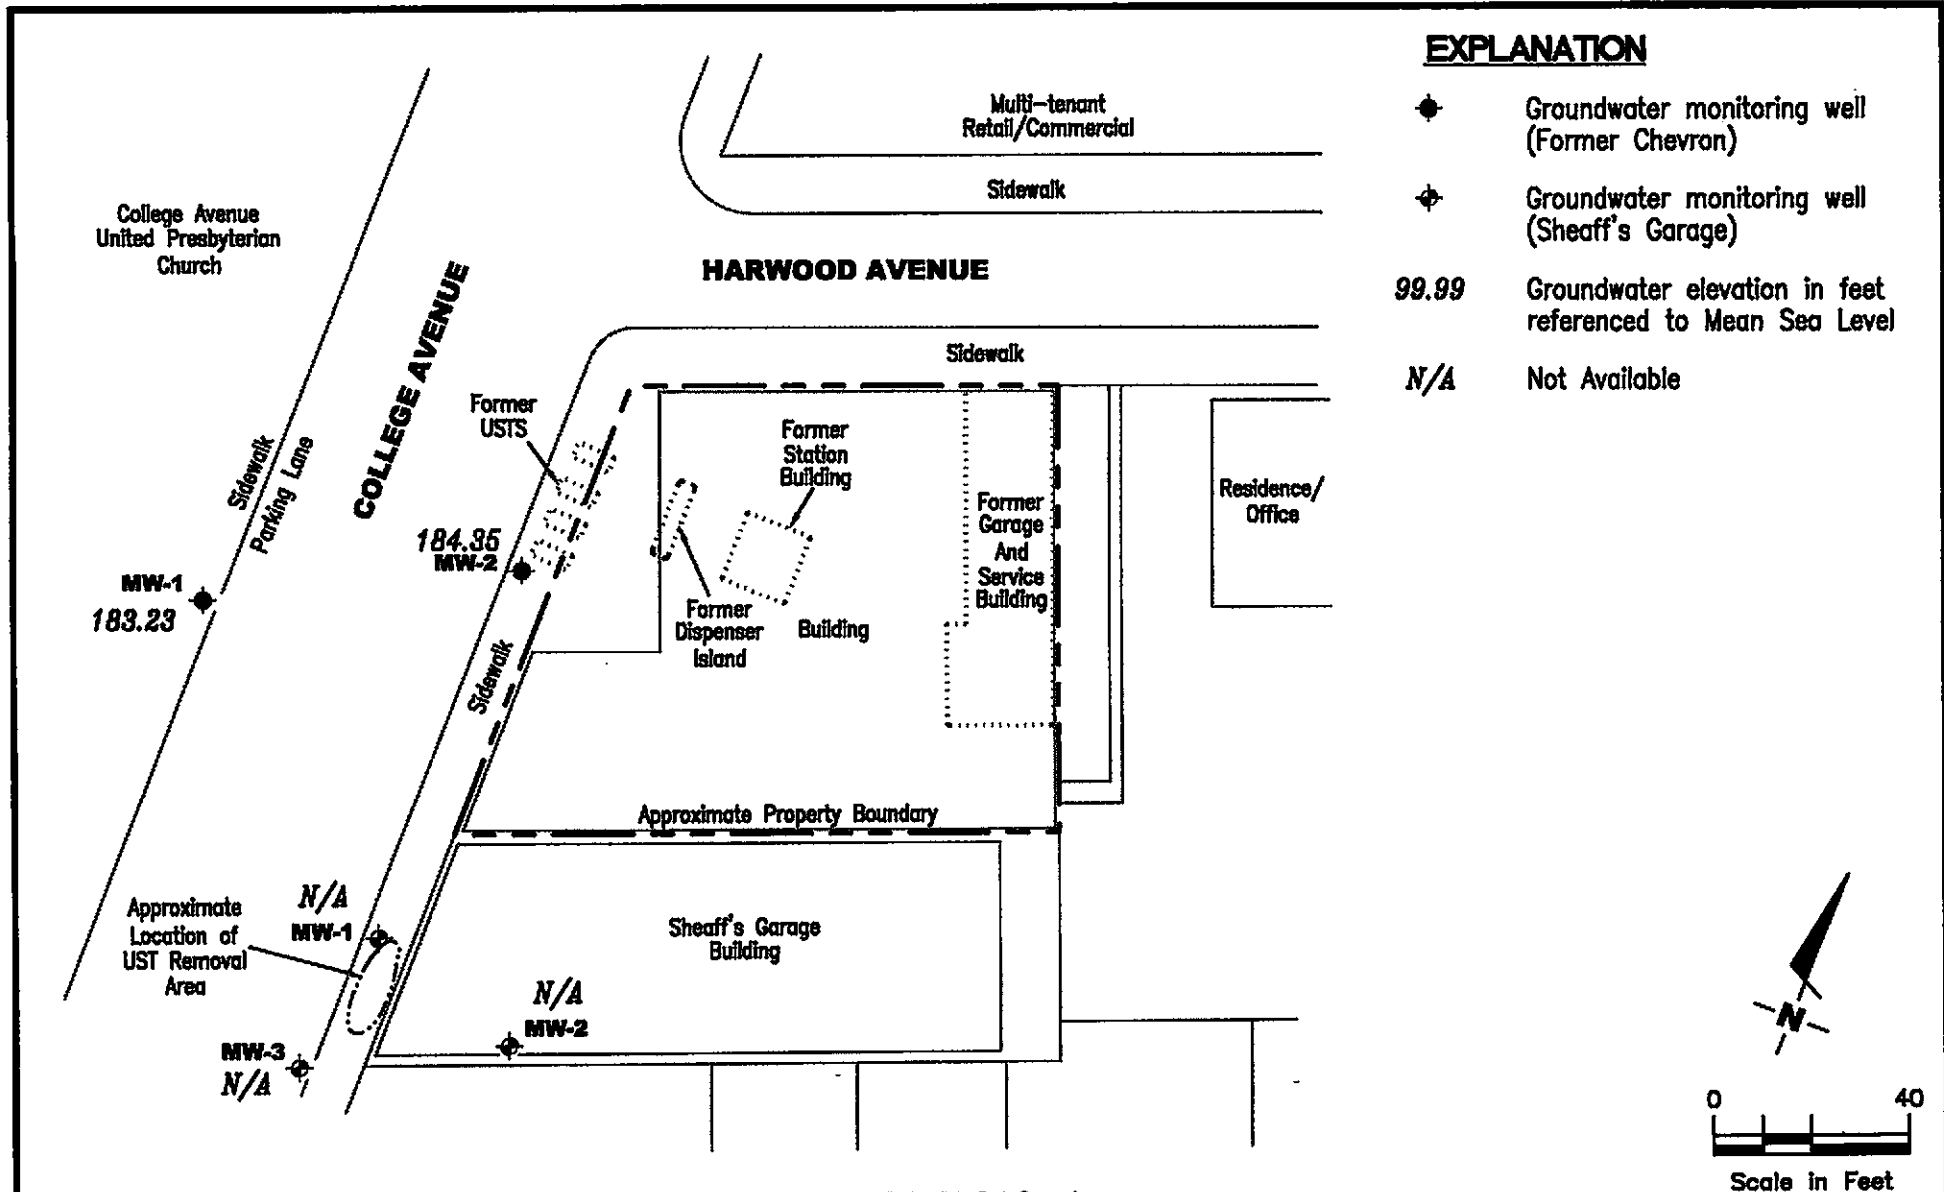 EXPLANATION
Groundwater monitoring well
(Former Chevron)
Groundwater monitoring well
(Sheaff's Garage)
99.99
Groundwater elevation in feet
referenced to Mean Sea Level
N/A
Not Available
Multi-tenant
Retail/Commercial
Sidewalk
College Avenue
United Presbyterian
Church
HARWOOD AVENUE
COLLEGE AVENUE
Sidewalk
Former
USTS
Former
Station
Building
Sidewalk
Parking Lane
Former
Garage
And
Service
Building
Residence/
Office
184.35
MW-2
MW-1
183.23
Former
Dispenser
Island
Building
Sidewalk
Approximate Property Boundary
N/A
MW-1
Approximate
Location of
UST Removal
Area
Sheaff's Garage
Building
N/A
MW-2
MW-3
N/A
N
0
40
Scale in Feet